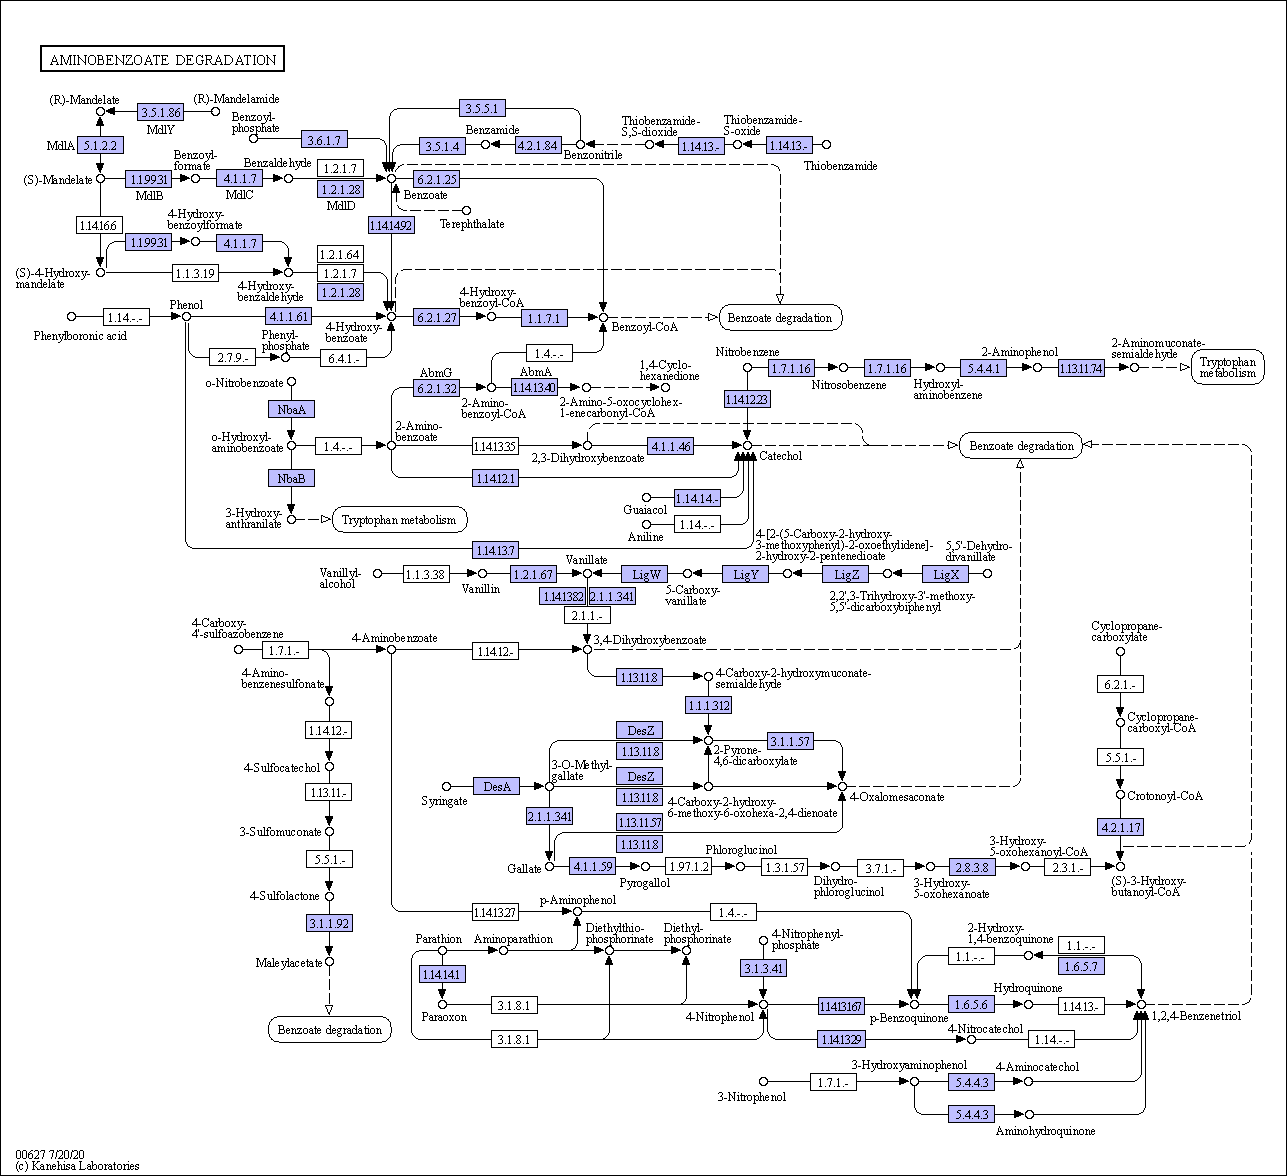 AMINOBENZOATE DEGRADATION
(R)-Mandelate
3.5.1.86
MdlY
(R)-Mandelamide
Benzoyl-
phosphate
3.6.1.7
3.5.5.1
3.5.1.4
Benzamide
4.2.1.84
Benzonitrile
Thiobenzamide-
S,S-dioxide
1.14.13.-
Thiobenzamide-
S-oxide
1.14.13.-
Thiobenzamide
MdlA
5.1.2.2
(S)-Mandelate
1.1.99.31
MdlB
Benzoyl-
formate
4.1.1.7
MdlC
Benzaldehyde
1.2.1.7
1.2.1.28
MdlD
6.2.1.25
Benzoate
Terephthalate
1.14.14.92
1.14.16.6
4-Hydroxy-
benzoylformate
1.1.99.31
4.1.1.7
(S)-4-Hydroxy-
mandelate
1.1.3.19
4-Hydroxy-
benzaldehyde
1.2.1.64
1.2.1.7
1.2.1.28
Phenylboronic acid
1.14.-.-
Phenol
4.1.1.61
4-Hydroxy-
benzoate
6.2.1.27
4-Hydroxy-
benzoyl-CoA
1.1.7.1
Benzoyl-CoA
Benzoate degradation
2.7.9.-
Phenyl-
phosphate
6.4.1.-
1.4.-.-
o-Nitrobenzoate
NbaA
o-Hydroxyl-
aminobenzoate
1.4.-.-
NbaB
3-Hydroxy-
anthranilate
Tryptophan metabolism
2-Amino-
benzoate
AbmG
6.2.1.32
2-Amino-
benzoyl-CoA
AbmA
1.14.13.40
2-Amino-5-oxocyclohex-
1-enecarbonyl-CoA
1,4-Cyclo-
hexanedione
Nitrobenzene
1.7.1.16
Nitrosobenzene
1.7.1.16
Hydroxyl-
aminobenzene
5.4.4.1
2-Aminophenol
1.13.11.74
2-Aminomuconate-
semialdehyde
Tryptophan
metabolism
1.14.12.23
1.14.13.35
2,3-Dihydroxybenzoate
4.1.1.46
Catechol
Benzoate degradation
1.14.12.1
Guaiacol
1.14.14.-
Aniline
1.14.-.-
1.14.13.7
Vanillyl-
alcohol
1.1.3.38
Vanillin
1.2.1.67
Vanillate
LigW
5-Carboxy-
vanillate
LigY
4-[2-(5-Carboxy-2-hydroxy-
3-methoxyphenyl)-2-oxoethylidene]-
2-hydroxy-2-pentenedioate
LigZ
2,2',3-Trihydroxy-3'-methoxy-
5,5'-dicarboxybiphenyl
LigX
5,5'-Dehydro-
divanillate
1.14.13.82
2.1.1.341
2.1.1.-
4-Carboxy-
4'-sulfoazobenzene
1.7.1.-
4-Aminobenzoate
1.14.12.-
3,4-Dihydroxybenzoate
4-Amino-
benzenesulfonate
1.14.12.-
4-Sulfocatechol
1.13.11.-
3-Sulfomuconate
5.5.1.-
4-Sulfolactone
3.1.1.92
Maleylacetate
Benzoate degradation
1.13.11.8
4-Carboxy-2-hydroxymuconate-
semialdehyde
1.1.1.312
DesZ
1.13.11.8
2-Pyrone-
4,6-dicarboxylate
3.1.1.57
Syringate
DesA
3-O-Methyl-
gallate
DesZ
1.13.11.8
4-Carboxy-2-hydroxy-
6-methoxy-6-oxohexa-2,4-dienoate
4-Oxalomesaconate
2.1.1.341
1.13.11.57
1.13.11.8
Gallate
4.1.1.59
Pyrogallol
1.97.1.2
Phloroglucinol
1.3.1.57
Dihydro-
phloroglucinol
3.7.1.-
3-Hydroxy-
5-oxohexanoate
2.8.3.8
3-Hydroxy-
5-oxohexanoyl-CoA
2.3.1.-
(S)-3-Hydroxy-
butanoyl-CoA
Cyclopropane-
carboxylate
6.2.1.-
Cyclopropane-
carboxyl-CoA
5.5.1.-
Crotonoyl-CoA
4.2.1.17
1.14.13.27
p-Aminophenol
1.4.-.-
Parathion
Aminoparathion
Diethylthio-
phosphorinate
Diethyl-
phosphorinate
1.14.14.1
Paraoxon
3.1.8.1
3.1.8.1
4-Nitrophenyl-
phosphate
3.1.3.41
4-Nitrophenol
1.14.13.167
p-Benzoquinone
1.6.5.6
Hydroquinone
1.14.13.-
1,2,4-Benzenetriol
2-Hydroxy-
1,4-benzoquinone
1.1.-.-
1.1.-.-
1.6.5.7
1.14.13.29
4-Nitrocatechol
1.14.-.-
3-Nitrophenol
1.7.1.-
3-Hydroxyaminophenol
5.4.4.3
4-Aminocatechol
5.4.4.3
Aminohydroquinone
00627 7/20/20
(c) Kanehisa Laboratories